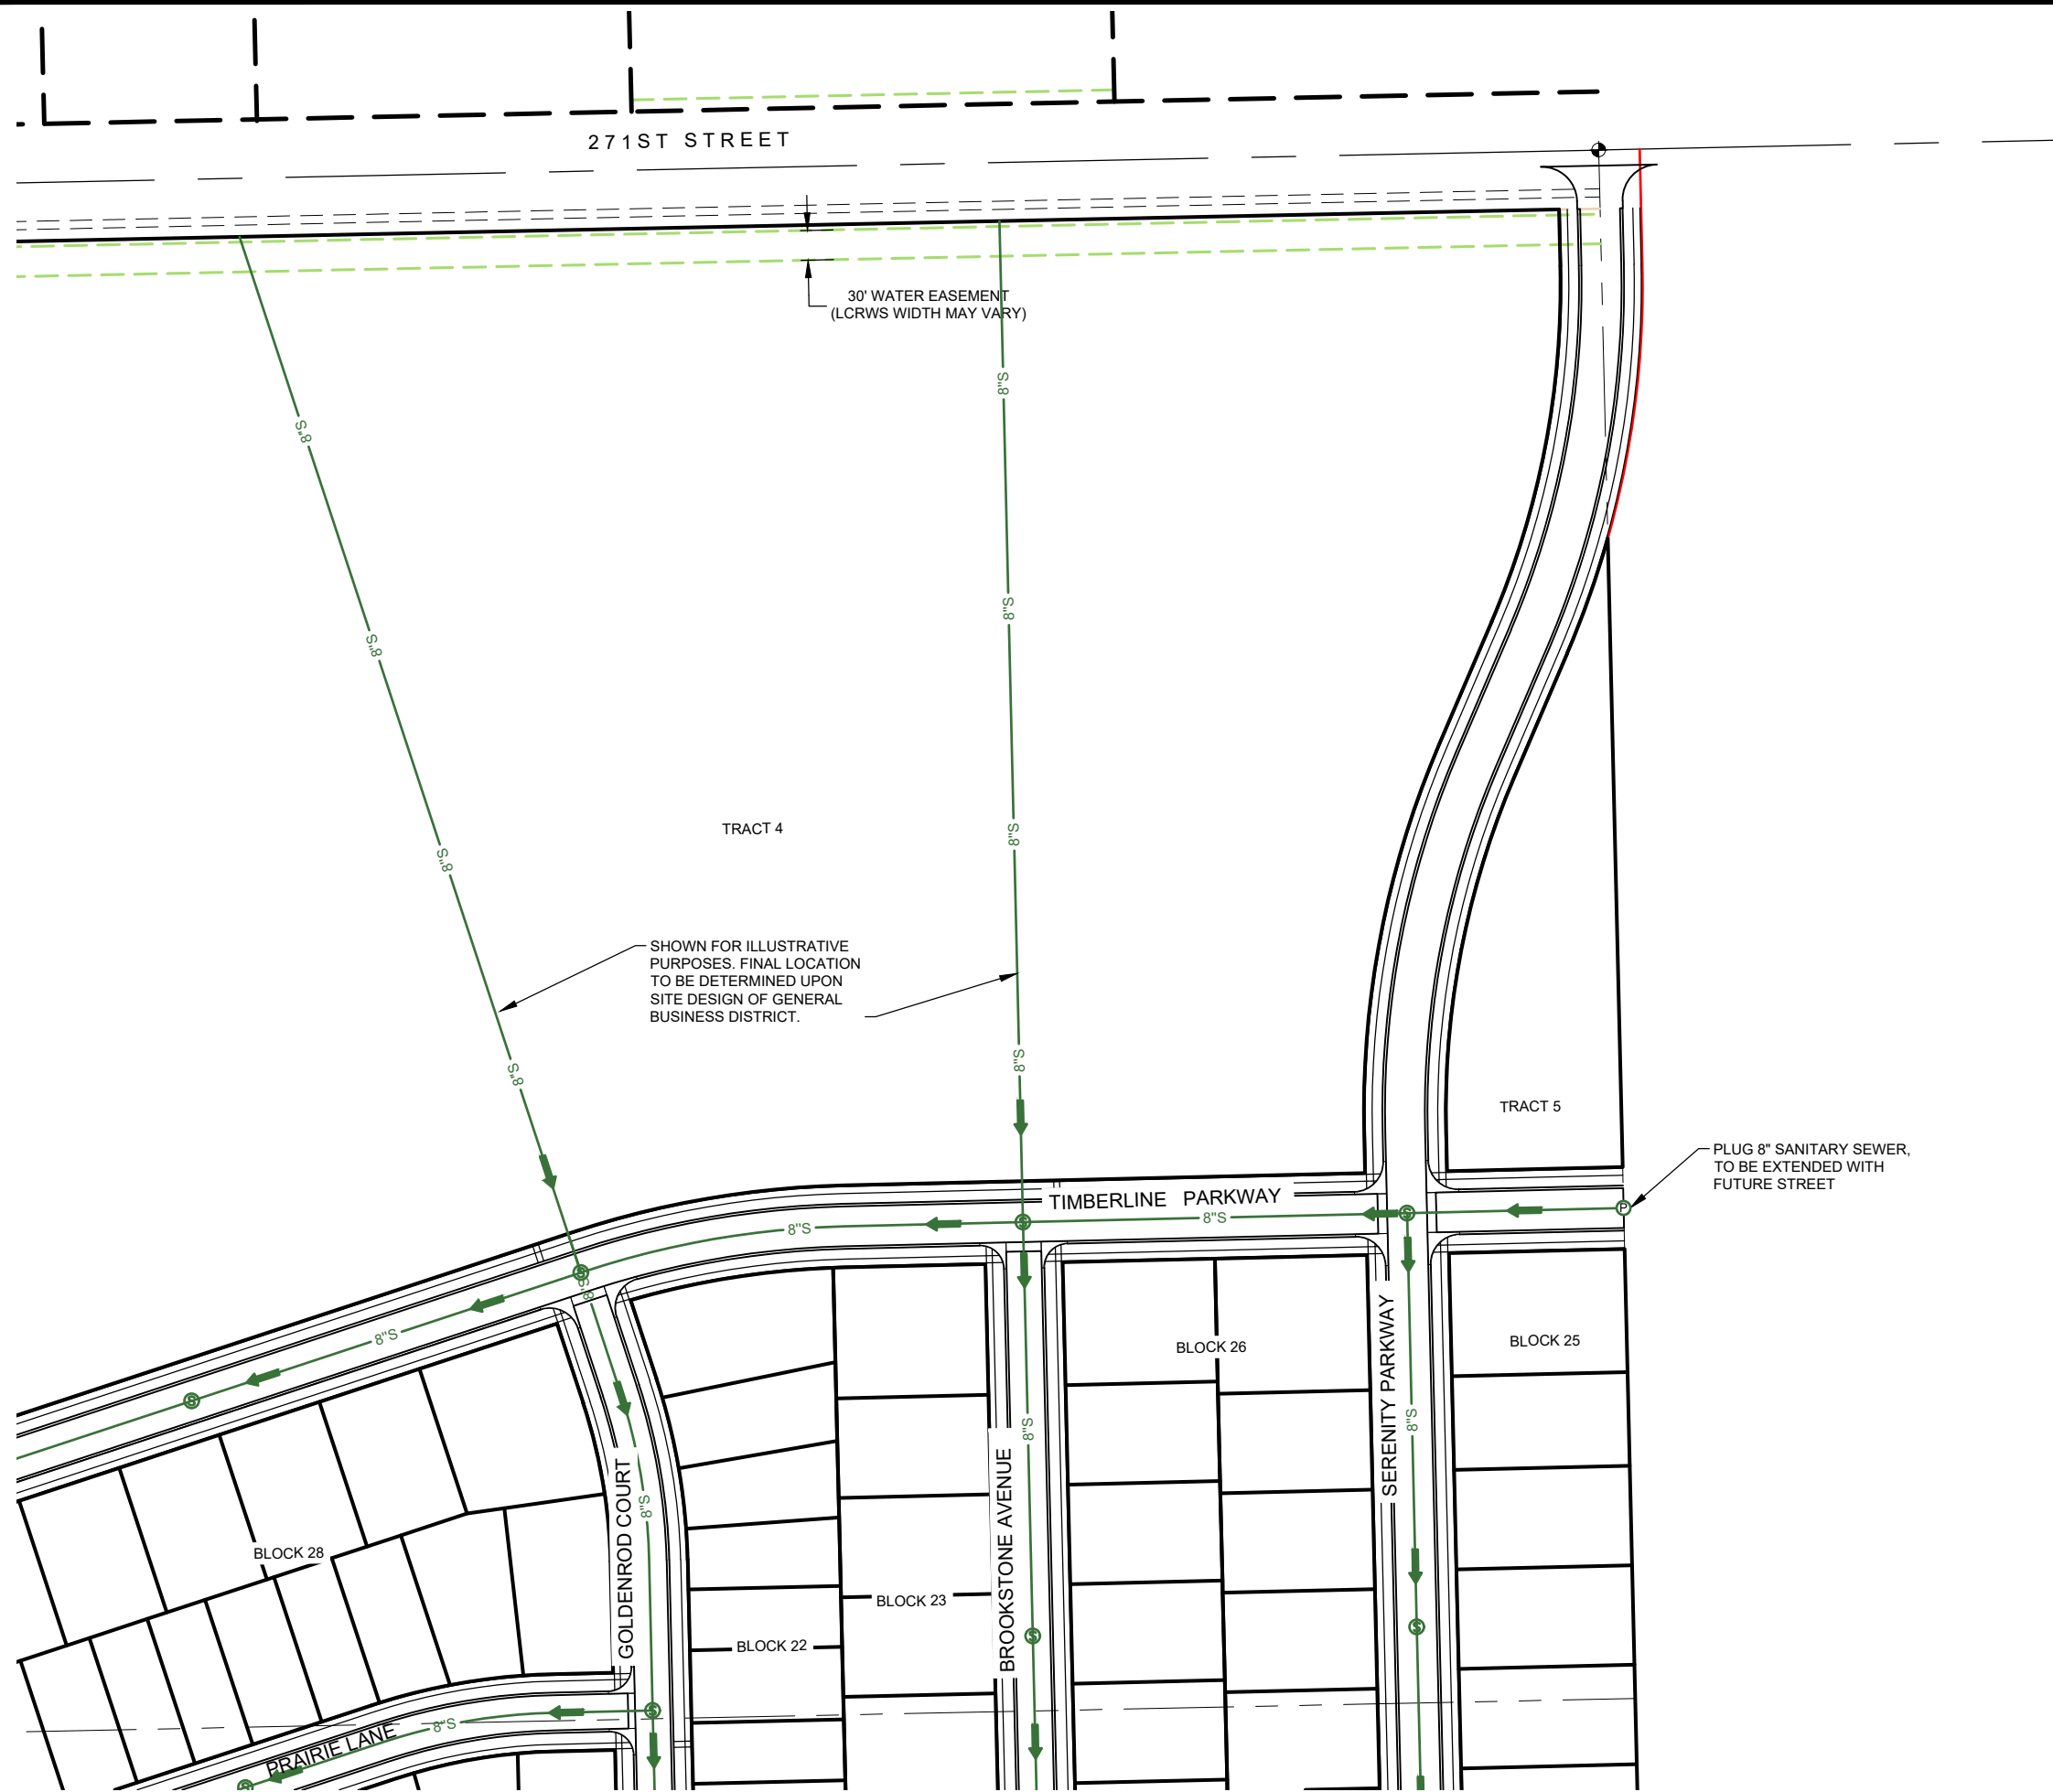 271ST STREET
30' WATER EASEMENT
(LCRWS WIDTH MAY VARY)
8"S
8"S
8"S
8"S
8"S
8"S
TRACT 4
8"S
8"S
SHOWN FOR ILLUSTRATIVE
PURPOSES. FINAL LOCATION
TO BE DETERMINED UPON
SITE DESIGN OF GENERAL
BUSINESS DISTRICT.
TRACT 5
PLUG 8" SANITARY SEWER,
TO BE EXTENDED WITH
FUTURE STREET
TIMBERLINE PARKWAY
P
S
8"S
S
8"S
S
S
8"S
8"S
S
BLOCK 26
BLOCK 25
SERENITY PARKWAY
8"S
8"S
8"S
GOLDENROD COURT
BROOKSTONE AVENUE
BLOCK 28
BLOCK 23
BLOCK 22
S
S
S
8"S
PRAIRIE LANE
S